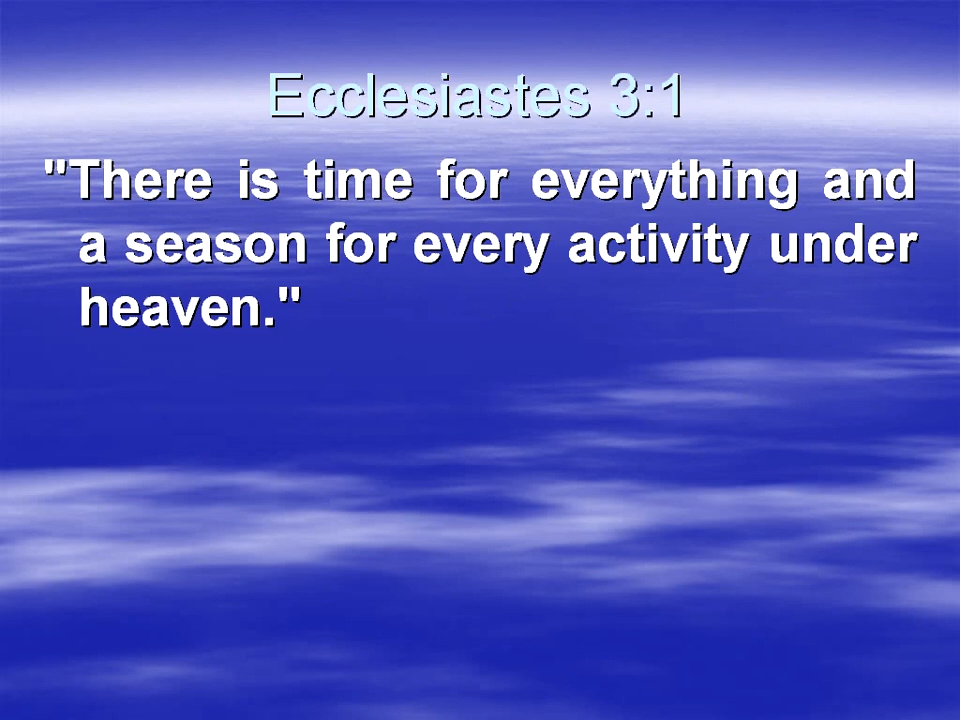 Ecclesiastes 3:1
"There is time for everything and
a season for every activity under
heaven."